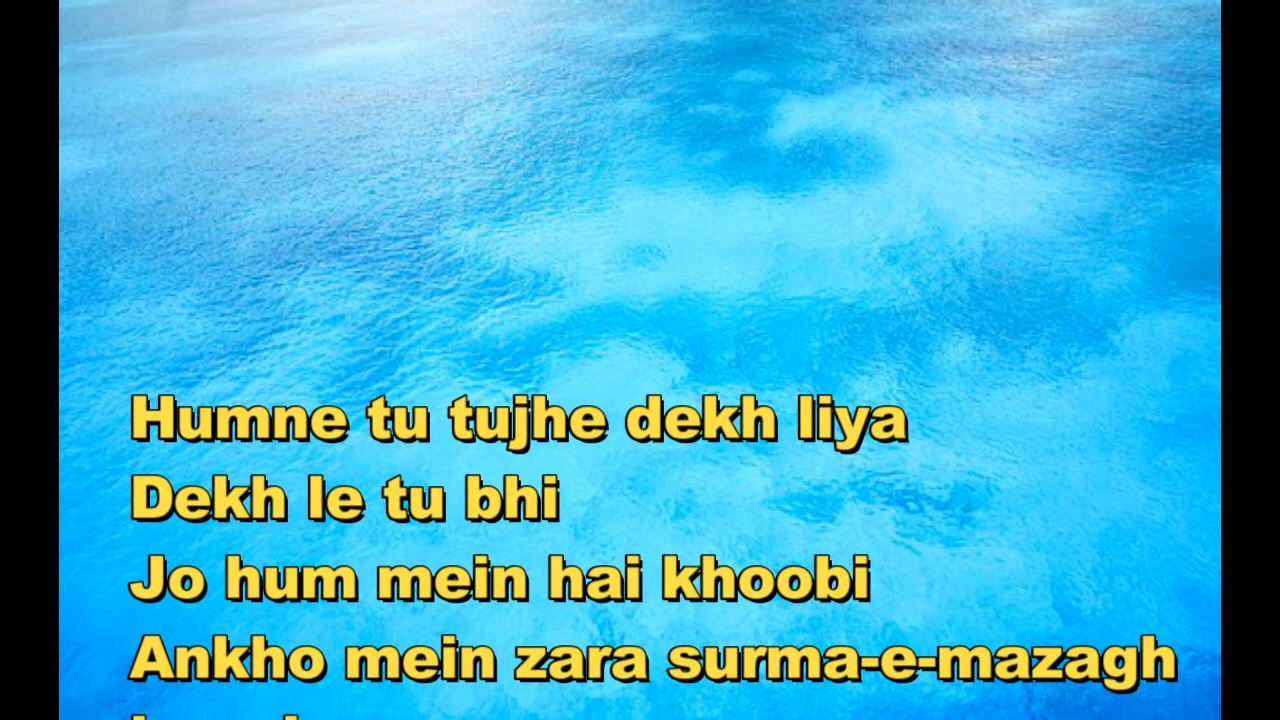 Humne tu tujhe dekh liya
Dekh le tu bhi
Jo hum mein hai khoobi
Ankho mein zara surma-e-mazagh